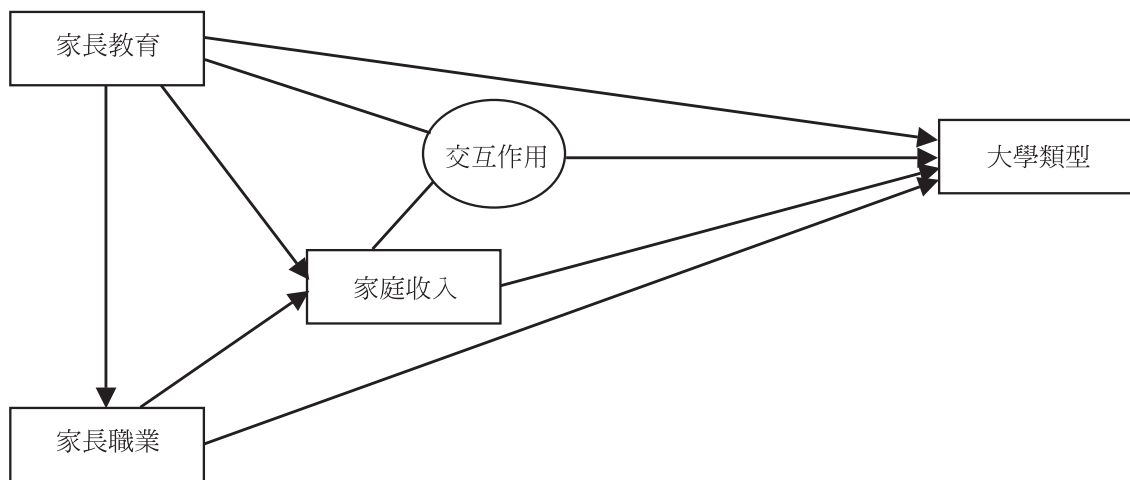 家長教育
交互作用
大學類型
家庭收入
家長職業